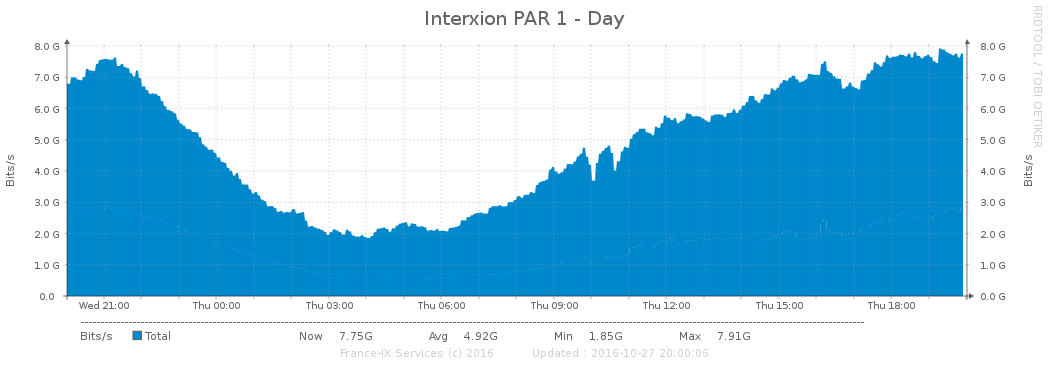 Interxion PAR 1 - Day
RRDTOOL / TOBI OETIKER
Bits/s
8.0 G
7.0 G
6.0 G
5.0 G
4.0 G
3.0 G
2.0 G
1.0 G
0.0
8.0 G
7.0 G
6.0 G
5.0 G
4.0 G
3.0 G
2.0 G
1.0 G
0.0 G
Bits/s
Wed 21:00 Thu 00:00 Thu 03:00 Thu 06:00 Thu 09:00 Thu 12:00 Thu 15:00 Thu 18:00
Bits/s Total Now 7.75G Avg 4.92G Min 1.85G Max 7.91G
France-IX Services (c) 2016 Updated : 2016-10-27 20:00:06